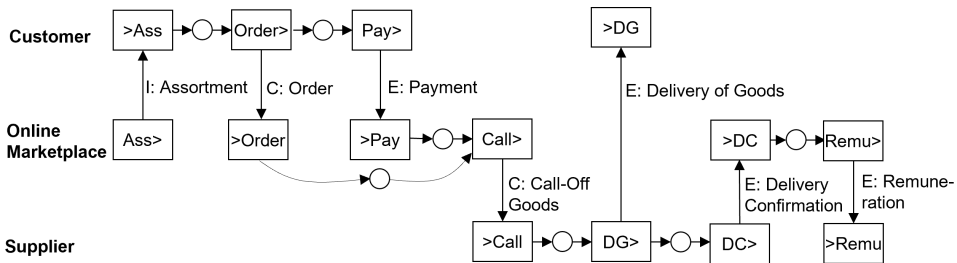 Customer
>Ass
Order>
Pay>
>DG
I: Assortment
C: Order
E: Payment
E: Delivery of Goods
Online
Marketplace
Ass>
>Order
>Pay
Call>
>DC
Remu>
C: Call-Off
Goods
E: Delivery
Confirmation
E: Remune-
ration
Supplier
>Call
DG>
DC>
>Remu